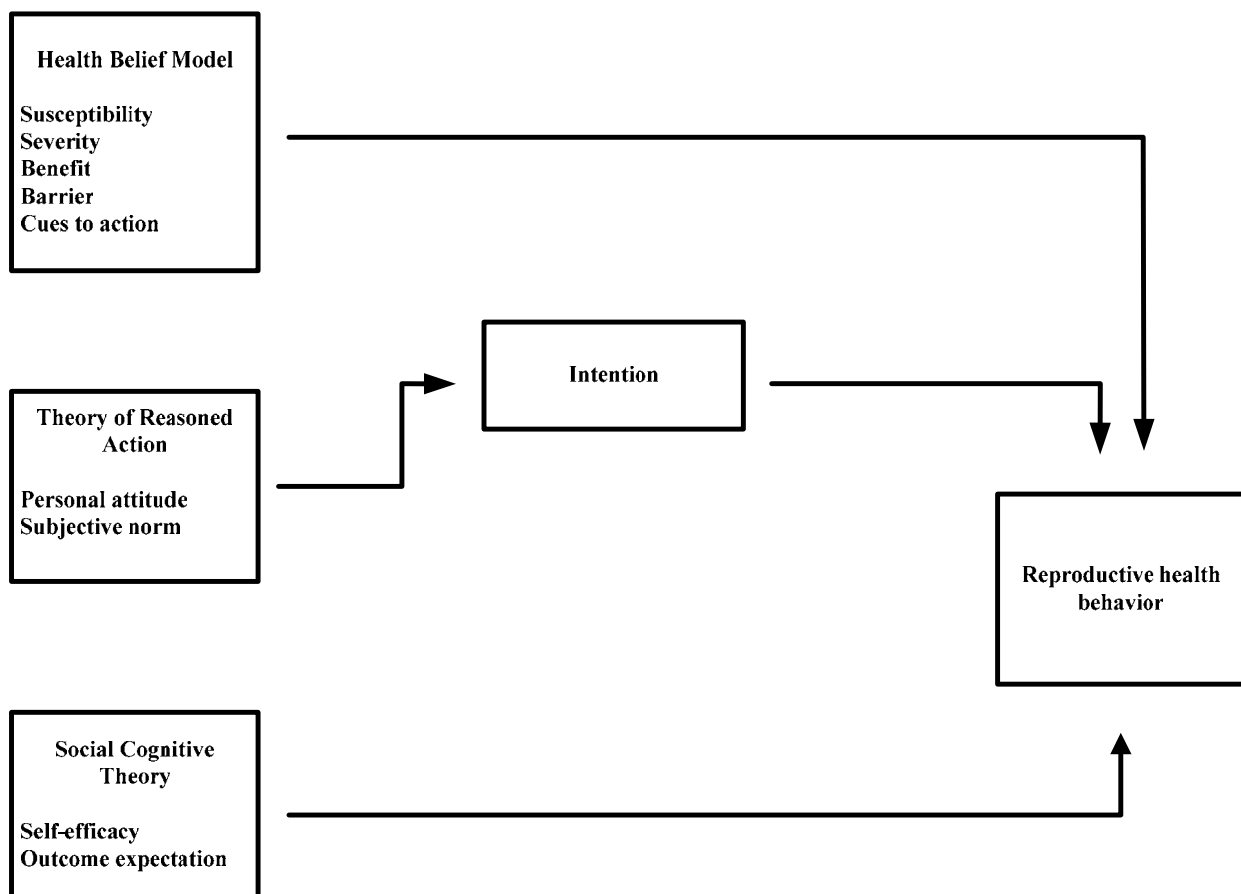 Health Belief Model
Susceptibility
Severity
Benefit
Barrier
Cues to action
Intention
Theory of Reasoned
Action
Personal attitude
Subjective norm
Reproductive health
behavior
Social Cognitive
Theory
Self-efficacy
Outcome expectation